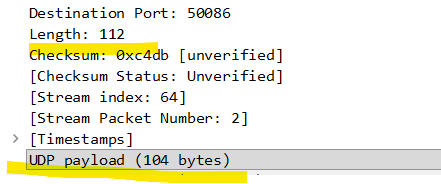 Destination Port: 50086
Length: 112
Checksum: 0xc4db [unverified]
[Checksum Status: Unverified]
[Stream index: 64]
[Stream Packet Number: 2]
[Timestamps]
UDP payload (104 bytes)